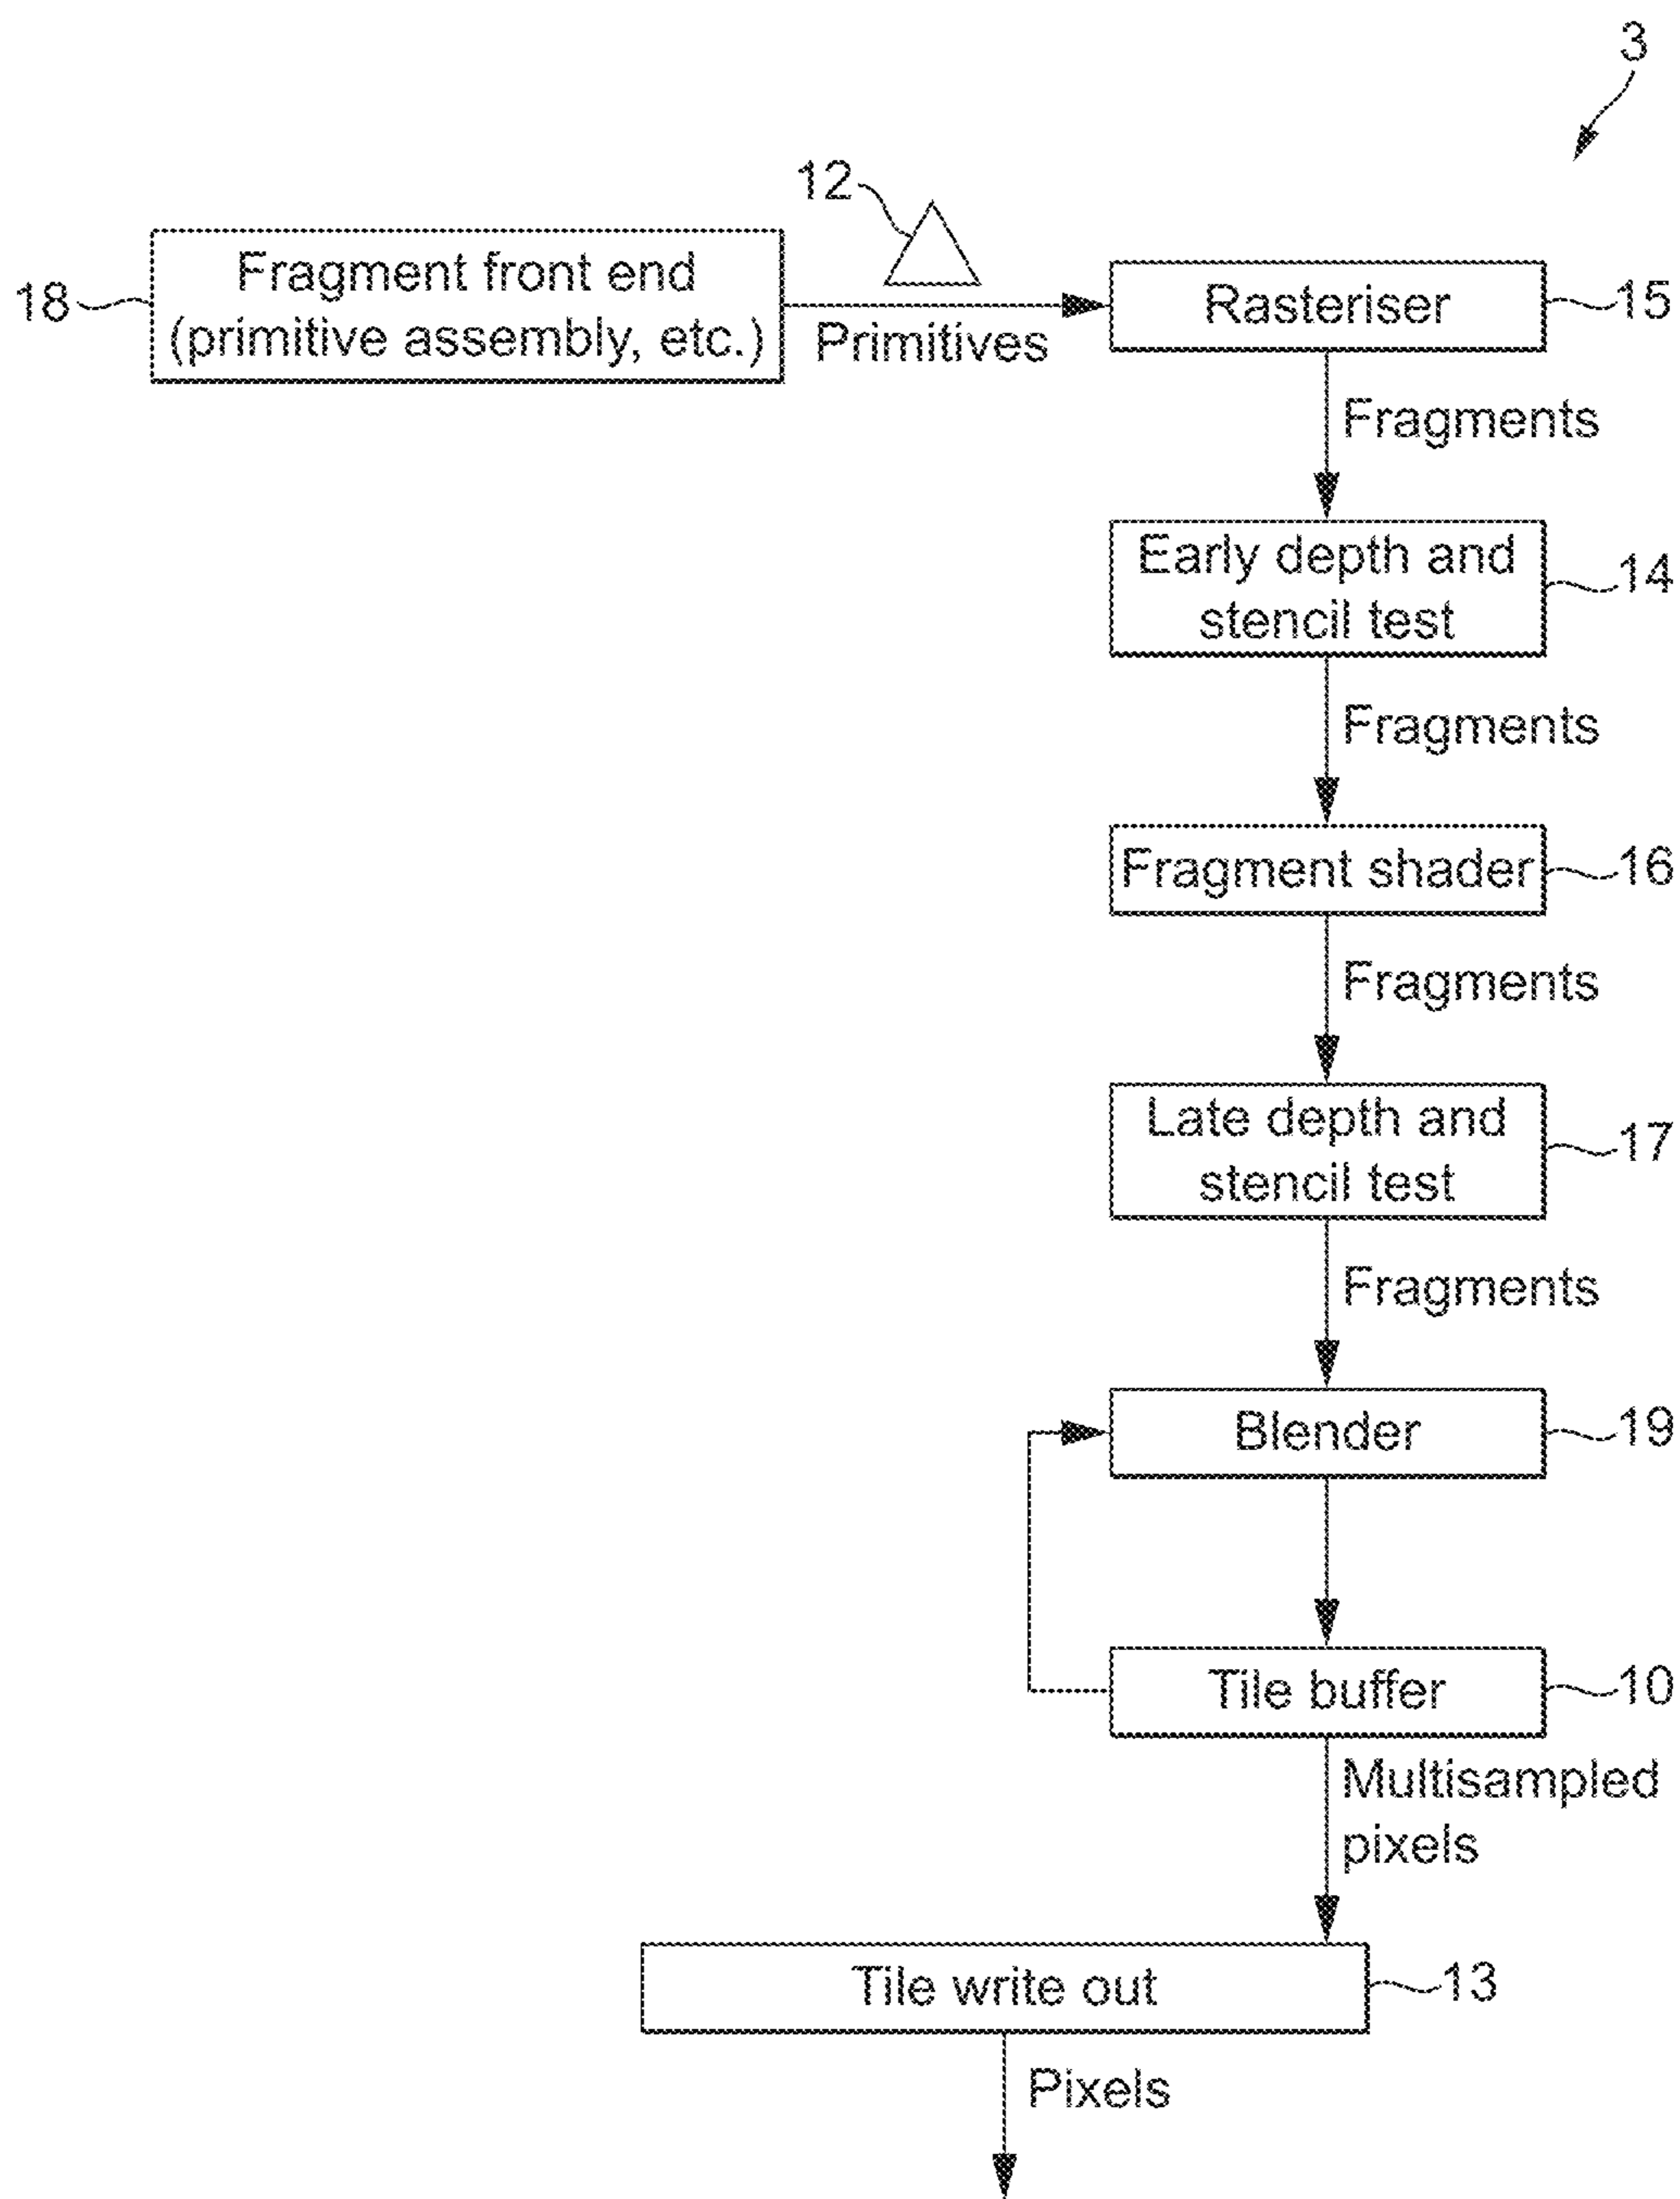 3
12
18
Fragment front end
(primitive assembly, etc.)
Primitives
Rasteriser
15
Fragments
Early depth and
stencil test
14
Fragments
Fragment shader
16
Fragments
Late depth and
stencil test
17
Fragments
Blender
19
Tile buffer
10
Multisampled
pixels
Tile write out
13
Pixels